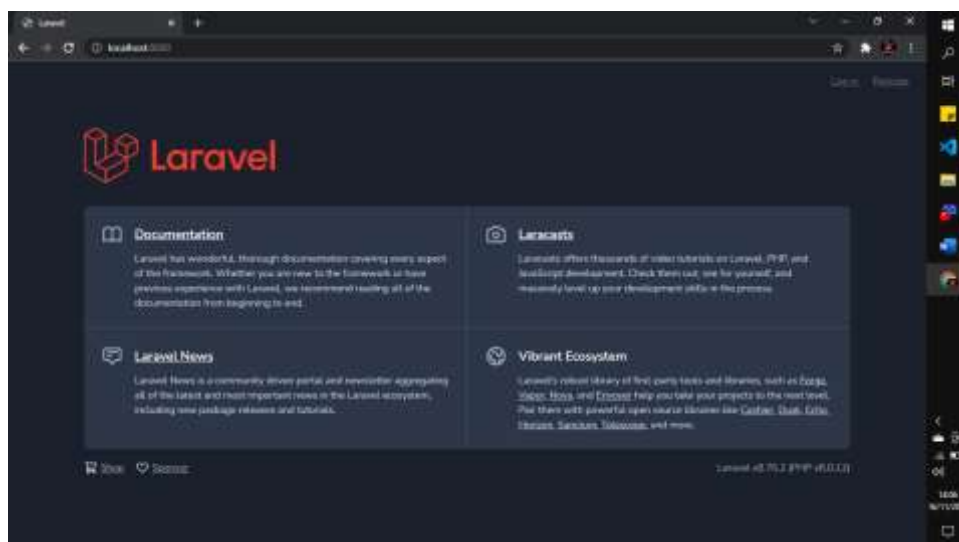 Laravel
localhost:8000
Log in Register
Laravel
Documentation
Laravel has wonderful, thorough documentation covering every aspect
of the framework. Whether you are new to the framework or have
previous experience with Laravel, we recommend reading all of the
documentation from beginning to end.
Laracasts
Laracasts offers thousands of video tutorials on Laravel, PHP, and
JavaScript development. Check them out, see for yourself, and
massively level up your development skills in the process.
Laravel News
Laravel News is a community driven portal and newsletter aggregating
all of the latest and most important news in the Laravel ecosystem,
including new package releases and tutorials.
Vibrant Ecosystem
Laravel's robust library of first-party tools and libraries, such as Forge,
Vapor, Nova, and Envoyer help you take your projects to the next level.
Pair them with powerful open source libraries like Cashier, Dusk, Echo,
Horizon, Sanctum, Telescope, and more.
Shop Sponsor